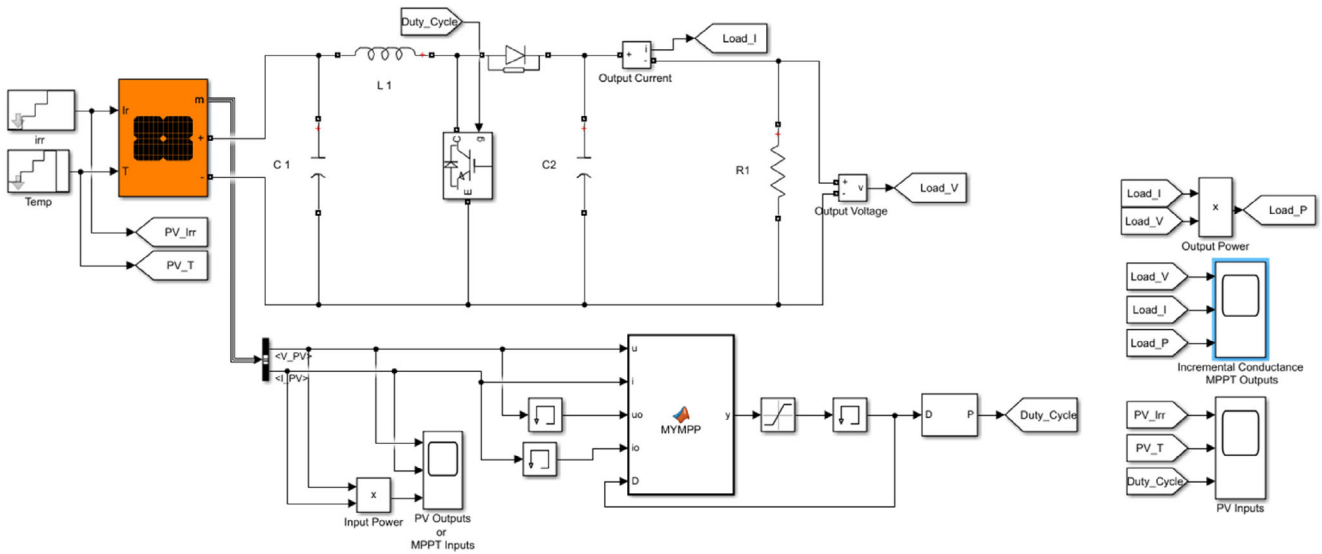 Duty_Cycle
Load_I
i
+
-
Output Current
L 1
irr
Ir
m
+
T
-
Temp
C 1
C
g
E
C2
R1
+
-
v
Load_V
Output Voltage
PV_Irr
PV_T
Load_I
Load_V
x
Load_P
Output Power
Load_V
Load_I
Load_P
Incremental Conductance
MPPT Outputs
<V_PV>
<I_PV>
u
i
uo
io
D
MYMPP
y
D
P
Duty_Cycle
x
Input Power
PV Outputs
or
MPPT Inputs
PV_Irr
PV_T
Duty_Cycle
PV Inputs